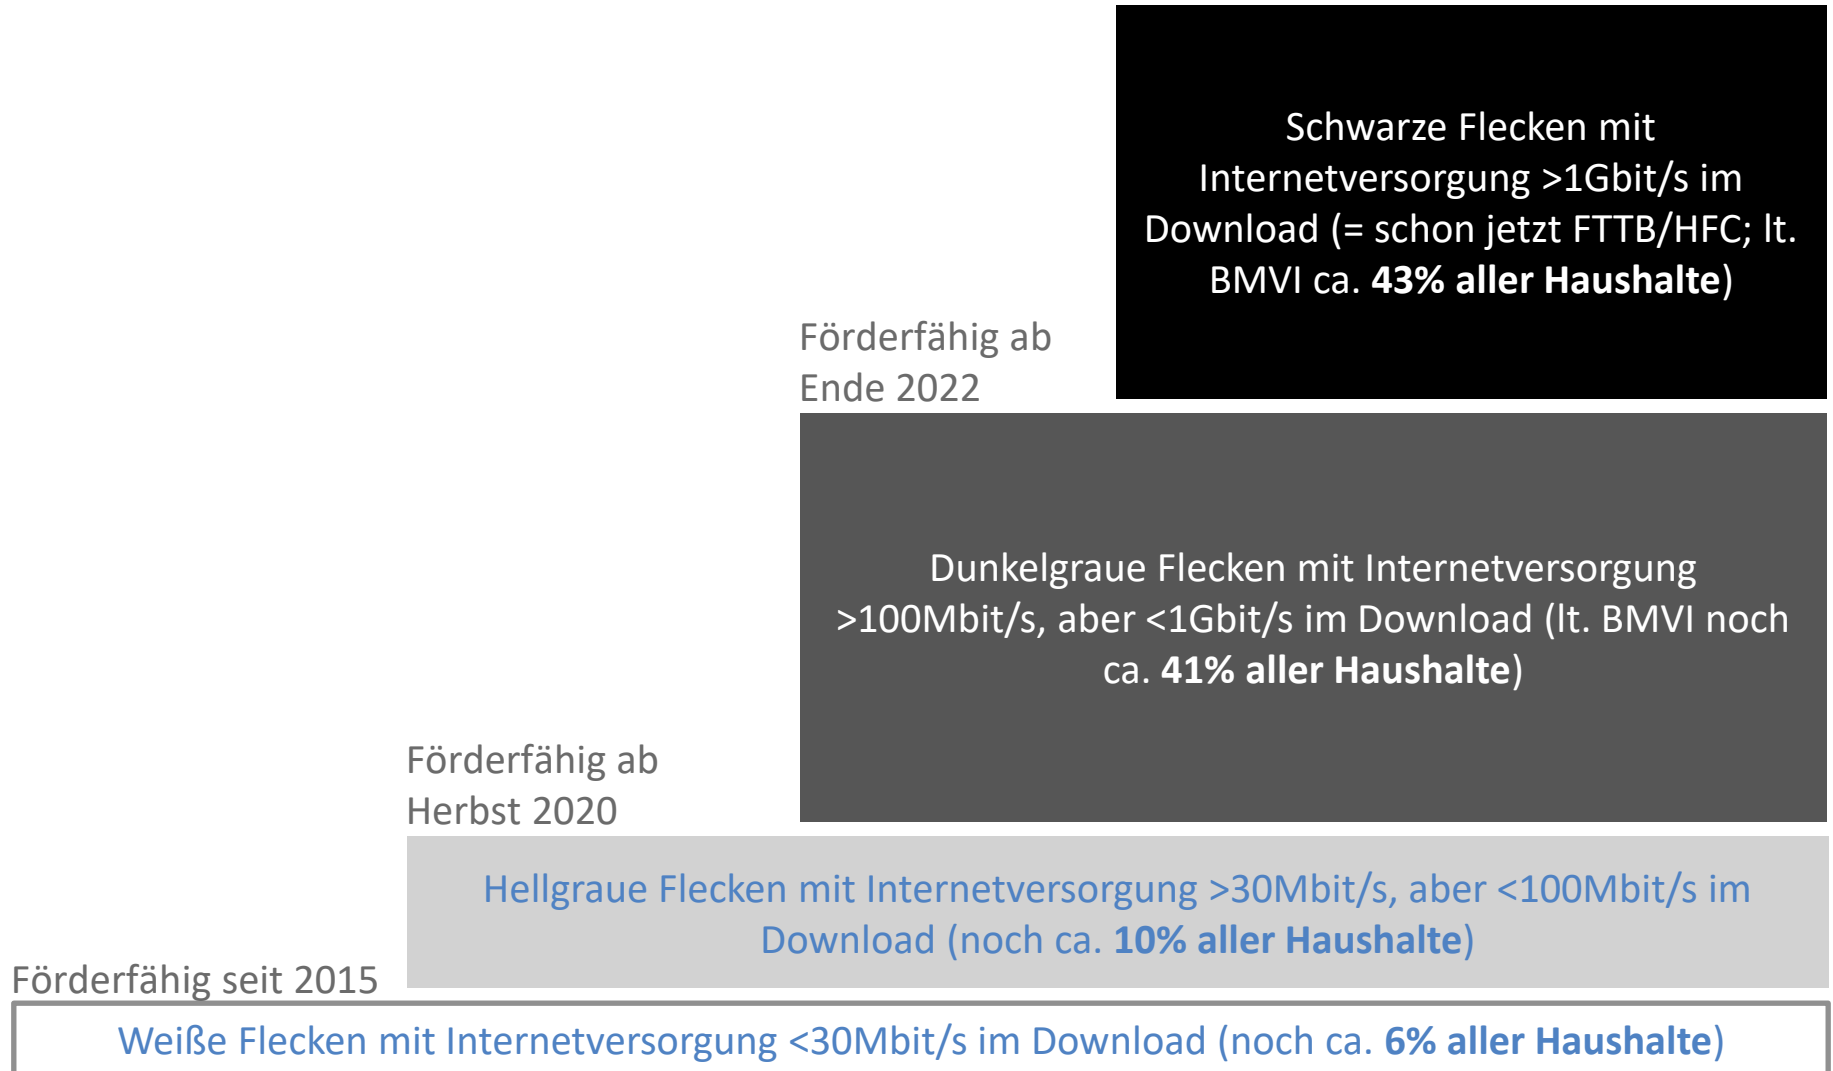 Schwarze Flecken mit
Internetversorgung >1Gbit/s im
Download (= schon jetzt FTTB/HFC; lt.
BMVI ca. 43% aller Haushalte)
Förderfähig ab
Ende 2022
Dunkelgraue Flecken mit Internetversorgung
>100Mbit/s, aber <1Gbit/s im Download (lt. BMVI noch
ca. 41% aller Haushalte)
Förderfähig ab
Herbst 2020
Hellgraue Flecken mit Internetversorgung >30Mbit/s, aber <100Mbit/s im
Download (noch ca. 10% aller Haushalte)
Förderfähig seit 2015
Weiße Flecken mit Internetversorgung <30Mbit/s im Download (noch ca. 6% aller Haushalte)